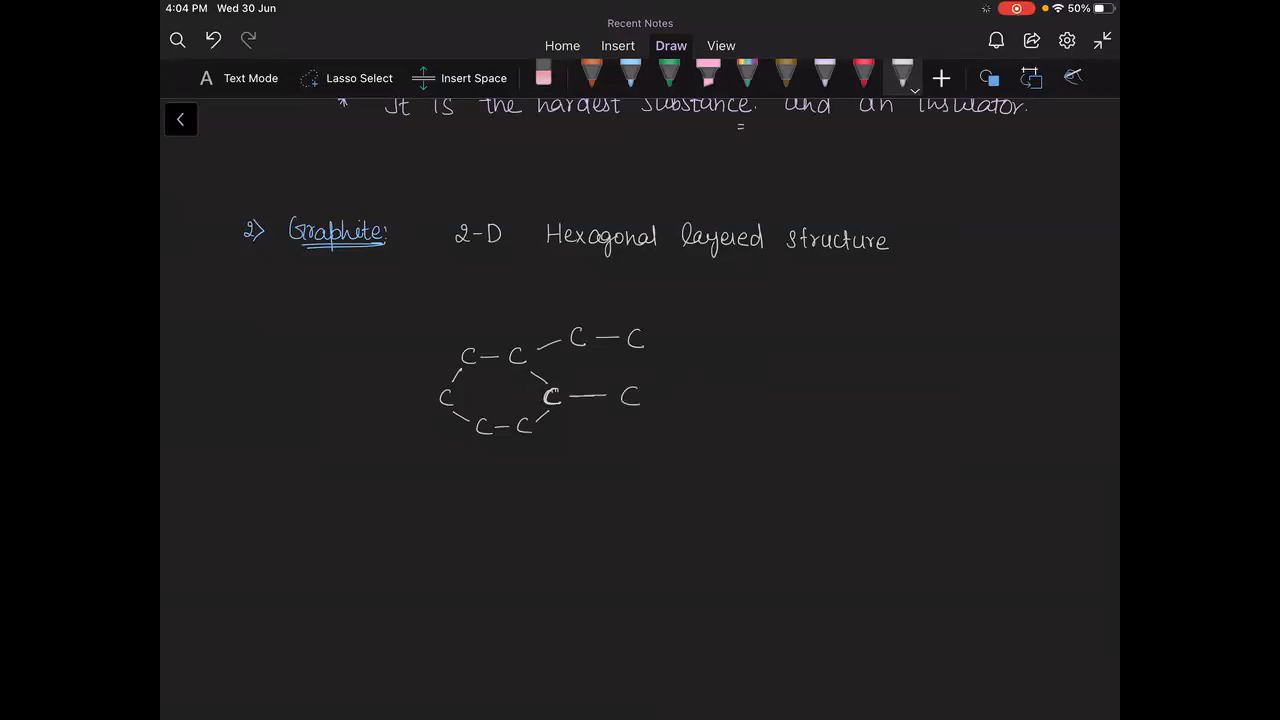 4:04 PM Wed 30 Jun
50%
Recent Notes
Home Insert Draw View
Text Mode Lasso Select Insert Space
* It is the hardest substance. and an insulator.
2) Graphite: 2-D Hexagonal layered structure
C — C
C — C
C C — C
C — C